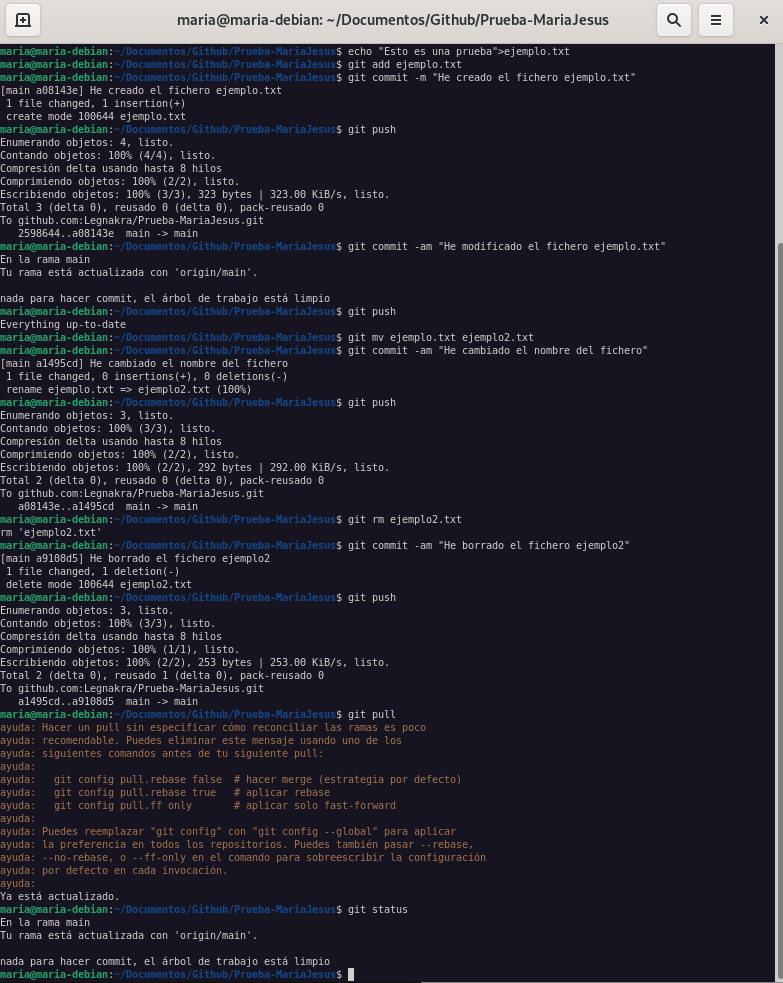 maria@maria-debian: ~/Documentos/Github/Prueba-MariaJesus
maria@maria-debian:~/Documentos/Github/Prueba-MariaJesus$ echo "Esto es una prueba">ejemplo.txt
maria@maria-debian:~/Documentos/Github/Prueba-MariaJesus$ git add ejemplo.txt
maria@maria-debian:~/Documentos/Github/Prueba-MariaJesus$ git commit -m "He creado el fichero ejemplo.txt"
[main a08143e] He creado el fichero ejemplo.txt
 1 file changed, 1 insertion(+)
 create mode 100644 ejemplo.txt
maria@maria-debian:~/Documentos/Github/Prueba-MariaJesus$ git push
Enumerando objetos: 4, listo.
Contando objetos: 100% (4/4), listo.
Compresión delta usando hasta 8 hilos
Comprimiendo objetos: 100% (2/2), listo.
Escribiendo objetos: 100% (3/3), 323 bytes | 323.00 KiB/s, listo.
Total 3 (delta 0), reusado 0 (delta 0), pack-reusado 0
To github.com:Legnakra/Prueba-MariaJesus.git
   2598644..a08143e  main -> main
maria@maria-debian:~/Documentos/Github/Prueba-MariaJesus$ git commit -am "He modificado el fichero ejemplo.txt"
En la rama main
Tu rama está actualizada con 'origin/main'.

nada para hacer commit, el árbol de trabajo está limpio
maria@maria-debian:~/Documentos/Github/Prueba-MariaJesus$ git push
Everything up-to-date
maria@maria-debian:~/Documentos/Github/Prueba-MariaJesus$ git mv ejemplo.txt ejemplo2.txt
maria@maria-debian:~/Documentos/Github/Prueba-MariaJesus$ git commit -am "He cambiado el nombre del fichero"
[main a1495cd] He cambiado el nombre del fichero
 1 file changed, 0 insertions(+), 0 deletions(-)
 rename ejemplo.txt => ejemplo2.txt (100%)
maria@maria-debian:~/Documentos/Github/Prueba-MariaJesus$ git push
Enumerando objetos: 3, listo.
Contando objetos: 100% (3/3), listo.
Compresión delta usando hasta 8 hilos
Comprimiendo objetos: 100% (2/2), listo.
Escribiendo objetos: 100% (2/2), 292 bytes | 292.00 KiB/s, listo.
Total 2 (delta 0), reusado 0 (delta 0), pack-reusado 0
To github.com:Legnakra/Prueba-MariaJesus.git
   a08143e..a1495cd  main -> main
maria@maria-debian:~/Documentos/Github/Prueba-MariaJesus$ git rm ejemplo2.txt
rm 'ejemplo2.txt'
maria@maria-debian:~/Documentos/Github/Prueba-MariaJesus$ git commit -am "He borrado el fichero ejemplo2"
[main a9108d5] He borrado el fichero ejemplo2
 1 file changed, 1 deletion(-)
 delete mode 100644 ejemplo2.txt
maria@maria-debian:~/Documentos/Github/Prueba-MariaJesus$ git push
Enumerando objetos: 3, listo.
Contando objetos: 100% (3/3), listo.
Compresión delta usando hasta 8 hilos
Comprimiendo objetos: 100% (1/1), listo.
Escribiendo objetos: 100% (2/2), 253 bytes | 253.00 KiB/s, listo.
Total 2 (delta 0), reusado 1 (delta 0), pack-reusado 0
To github.com:Legnakra/Prueba-MariaJesus.git
   a1495cd..a9108d5  main -> main
maria@maria-debian:~/Documentos/Github/Prueba-MariaJesus$ git pull
ayuda: Hacer un pull sin especificar cómo reconciliar las ramas es poco
ayuda: recomendable. Puedes eliminar este mensaje usando uno de los
ayuda: siguientes comandos antes de tu siguiente pull:
ayuda:
ayuda:   git config pull.rebase false  # hacer merge (estrategia por defecto)
ayuda:   git config pull.rebase true   # aplicar rebase
ayuda:   git config pull.ff only       # aplicar solo fast-forward
ayuda:
ayuda: Puedes reemplazar "git config" con "git config --global" para aplicar
ayuda: la preferencia en todos los repositorios. Puedes también pasar --rebase,
ayuda: --no-rebase, o --ff-only en el comando para sobreescribir la configuración
ayuda: por defecto en cada invocación.
ayuda:
Ya está actualizado.
maria@maria-debian:~/Documentos/Github/Prueba-MariaJesus$ git status
En la rama main
Tu rama está actualizada con 'origin/main'.

nada para hacer commit, el árbol de trabajo está limpio
maria@maria-debian:~/Documentos/Github/Prueba-MariaJesus$